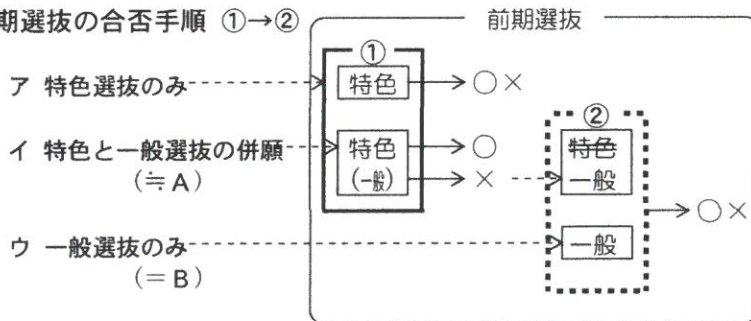 期選抜の合否手順 ①→②
前期選抜
①
ア 特色選抜のみ
特色
○×
②
イ 特色と一般選抜の併願
(≒A)
特色
(一般)
○
×
特色
一般
○×
ウ 一般選抜のみ
(=B)
一般